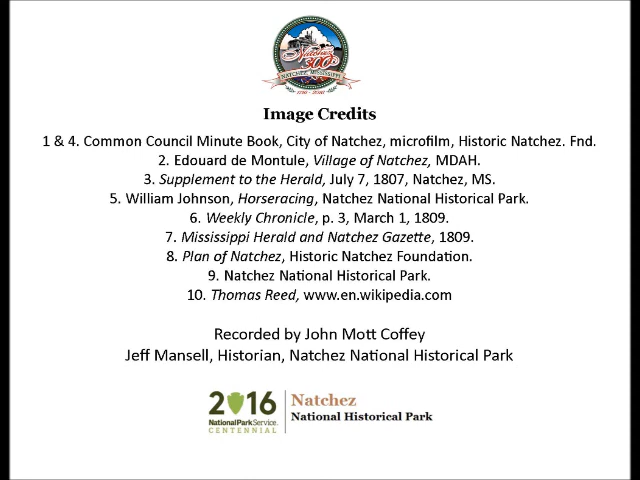 Natchez
300
NATCHEZ, MISSISSIPPI
Image Credits
1 & 4. Common Council Minute Book, City of Natchez, microfilm, Historic Natchez. Fnd.
2. Edouard de Montule, Village of Natchez, MDAH.
3. Supplement to the Herald, July 7, 1807, Natchez, MS.
5. William Johnson, Horseracing, Natchez National Historical Park.
6. Weekly Chronicle, p. 3, March 1, 1809.
7. Mississippi Herald and Natchez Gazette, 1809.
8. Plan of Natchez, Historic Natchez Foundation.
9. Natchez National Historical Park.
10. Thomas Reed, www.en.wikipedia.com
Recorded by John Mott Coffey
Jeff Mansell, Historian, Natchez National Historical Park
2016
National Park Service.
CENTENNIAL
Natchez
National Historical Park